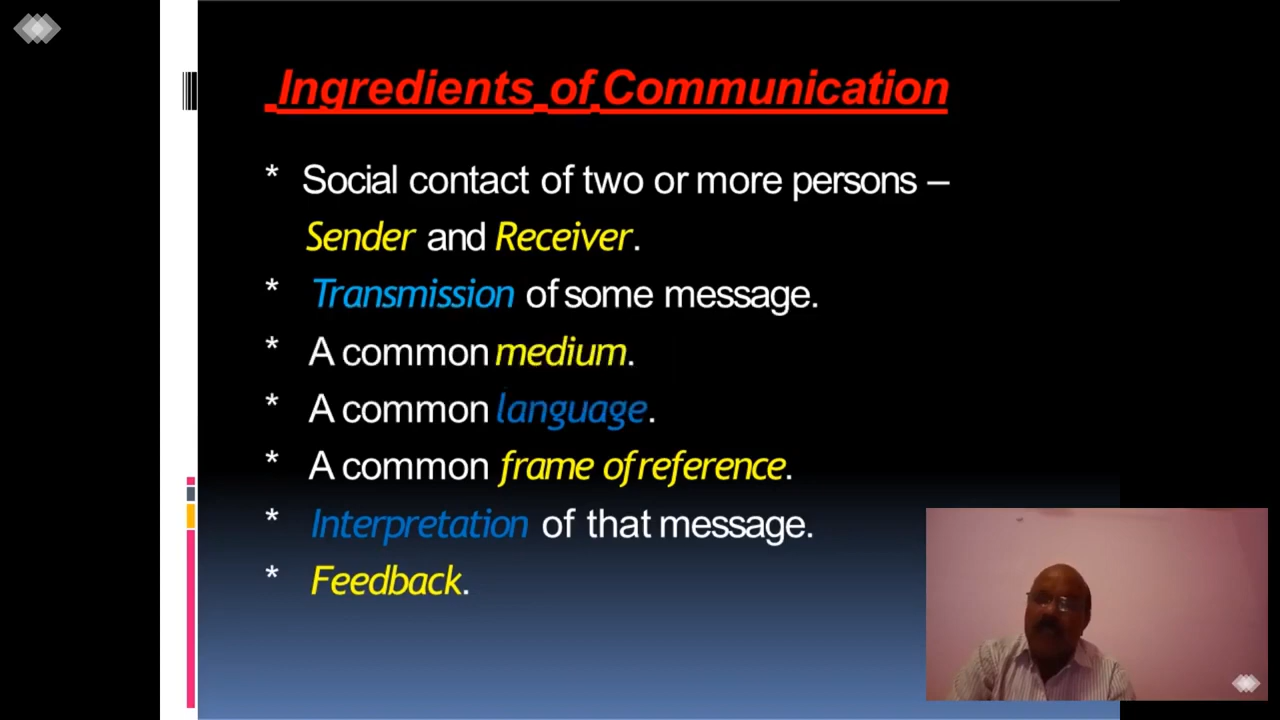 Ingredients of Communication
* Social contact of two or more persons –
Sender and Receiver.
* Transmission of some message.
* A common medium.
* A common language.
* A common frame of reference.
* Interpretation of that message.
* Feedback.